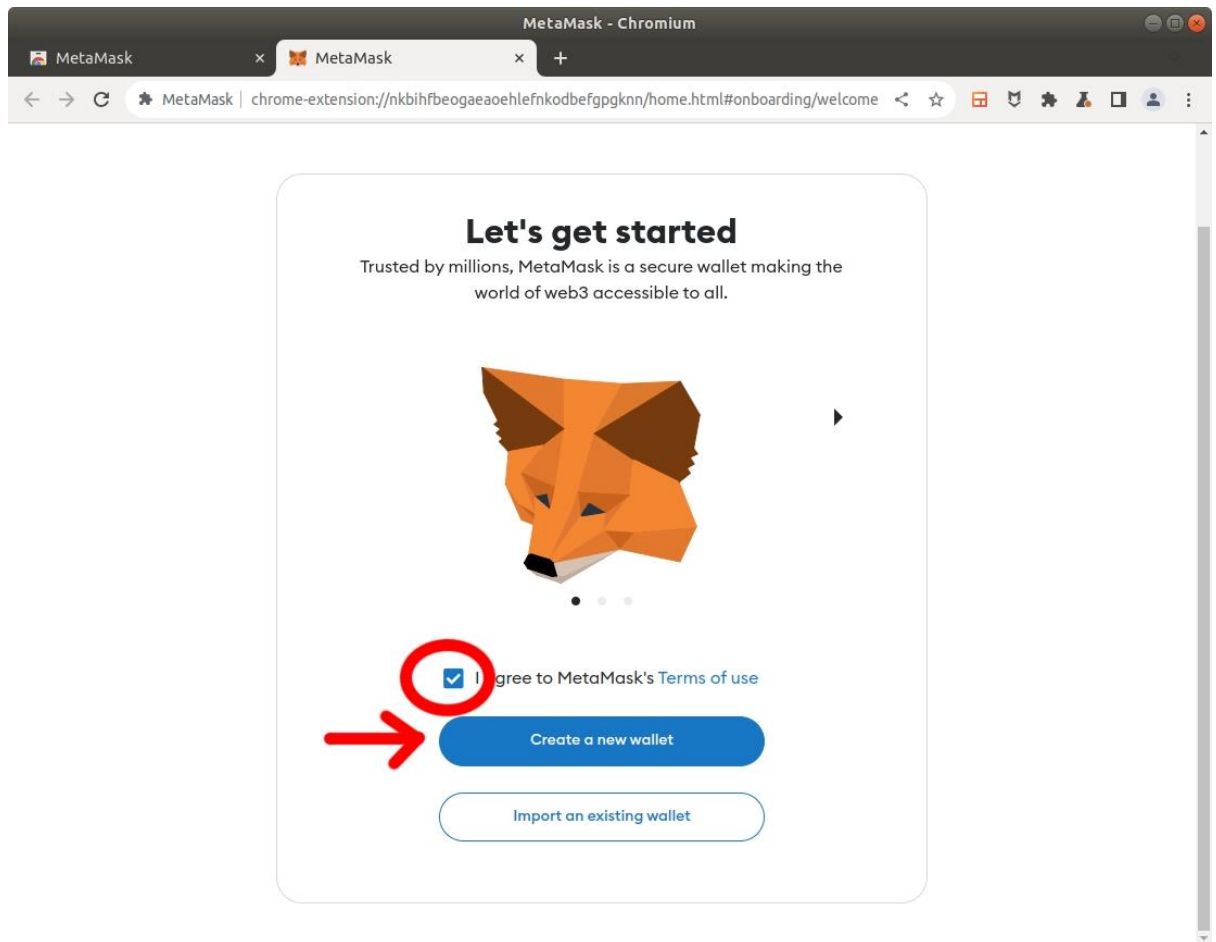 MetaMask - Chromium
MetaMask
MetaMask
MetaMask | chrome-extension://nkbihfbeogaeaoehlefnkodbefgpgknn/home.html#onboarding/welcome
Let's get started
Trusted by millions, MetaMask is a secure wallet making the
world of web3 accessible to all.
I agree to MetaMask's Terms of use
Create a new wallet
Import an existing wallet